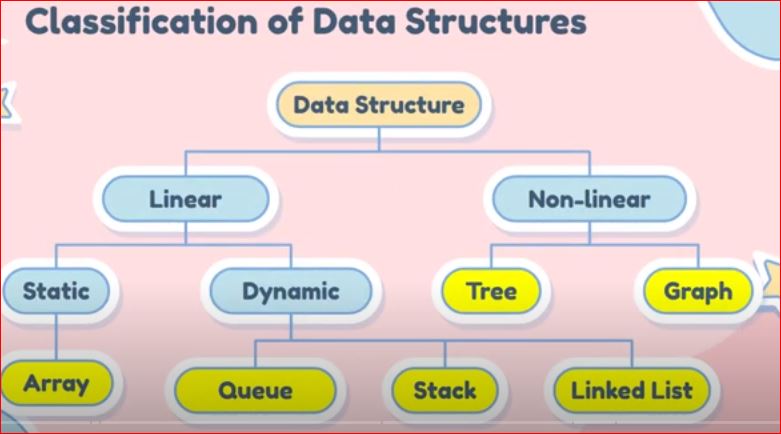 Classification of Data Structures
Data Structure
Linear
Non-linear
Static
Dynamic
Tree
Graph
Array
Queue
Stack
Linked List